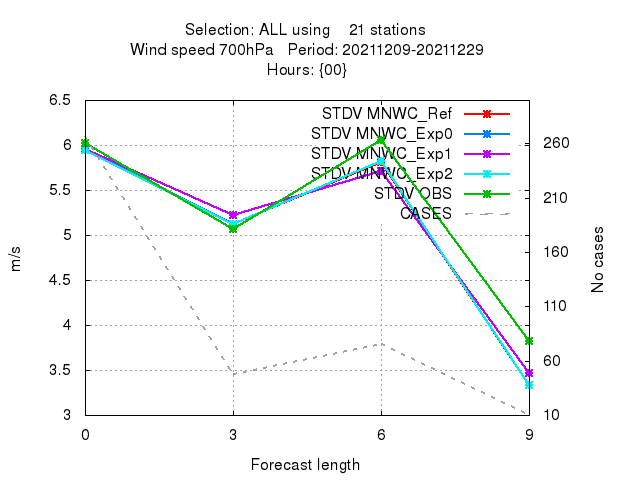 Selection: ALL using    21 stations
Wind speed 700hPa   Period: 20211209-20211229
Hours: {00}
STDV MNWC_Ref
STDV MNWC_Exp0
STDV MNWC_Exp1
STDV MNWC_Exp2
STDV OBS
CASES
6.5
6
5.5
5
4.5
4
3.5
3
m/s
260
210
160
110
60
10
No cases
0 3 6 9
Forecast length